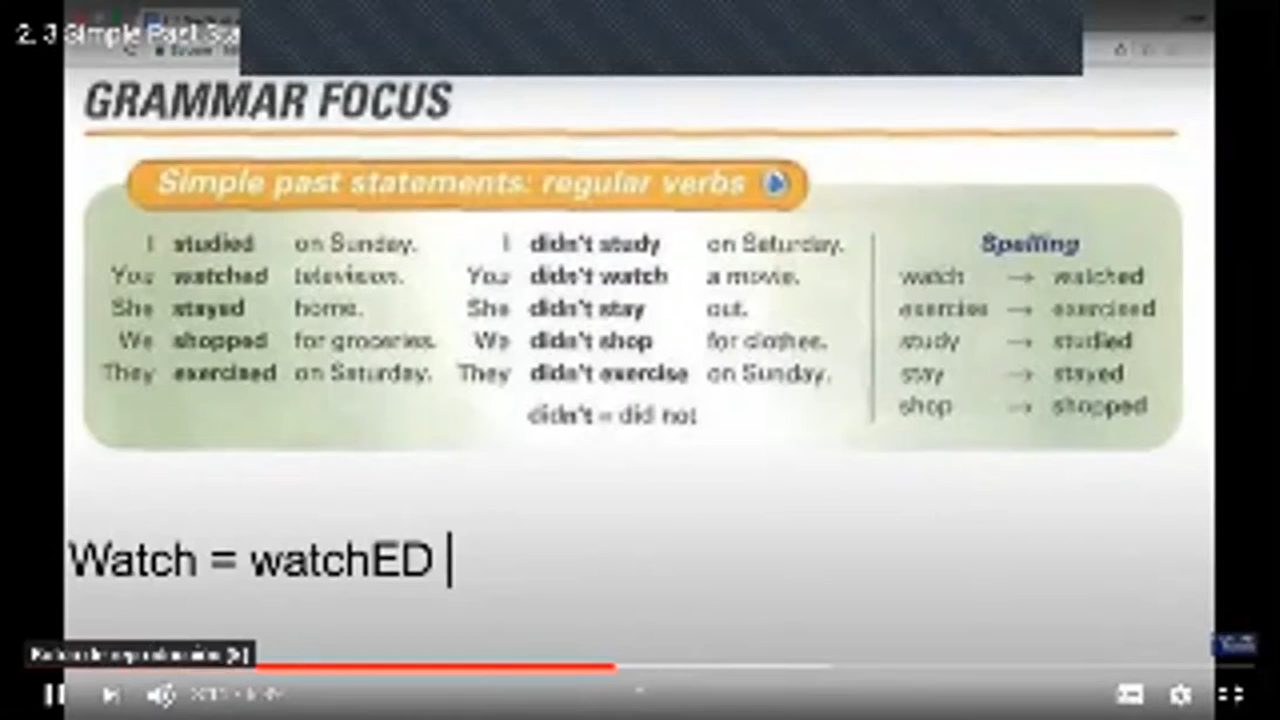 2. 3 Simple Past Sta
GRAMMAR FOCUS
Simple past statements: regular verbs
I studied on Sunday. I didn't study on Saturday. Spelling
You watched television. You didn't watch a movie. watch → watched
She stayed home. She didn't stay out. exercise → exercised
We shopped for groceries. We didn't shop for clothes. study → studied
They exercised on Saturday. They didn't exercise on Sunday. stay → stayed
didn't = did not shop → shopped
Watch = watchED